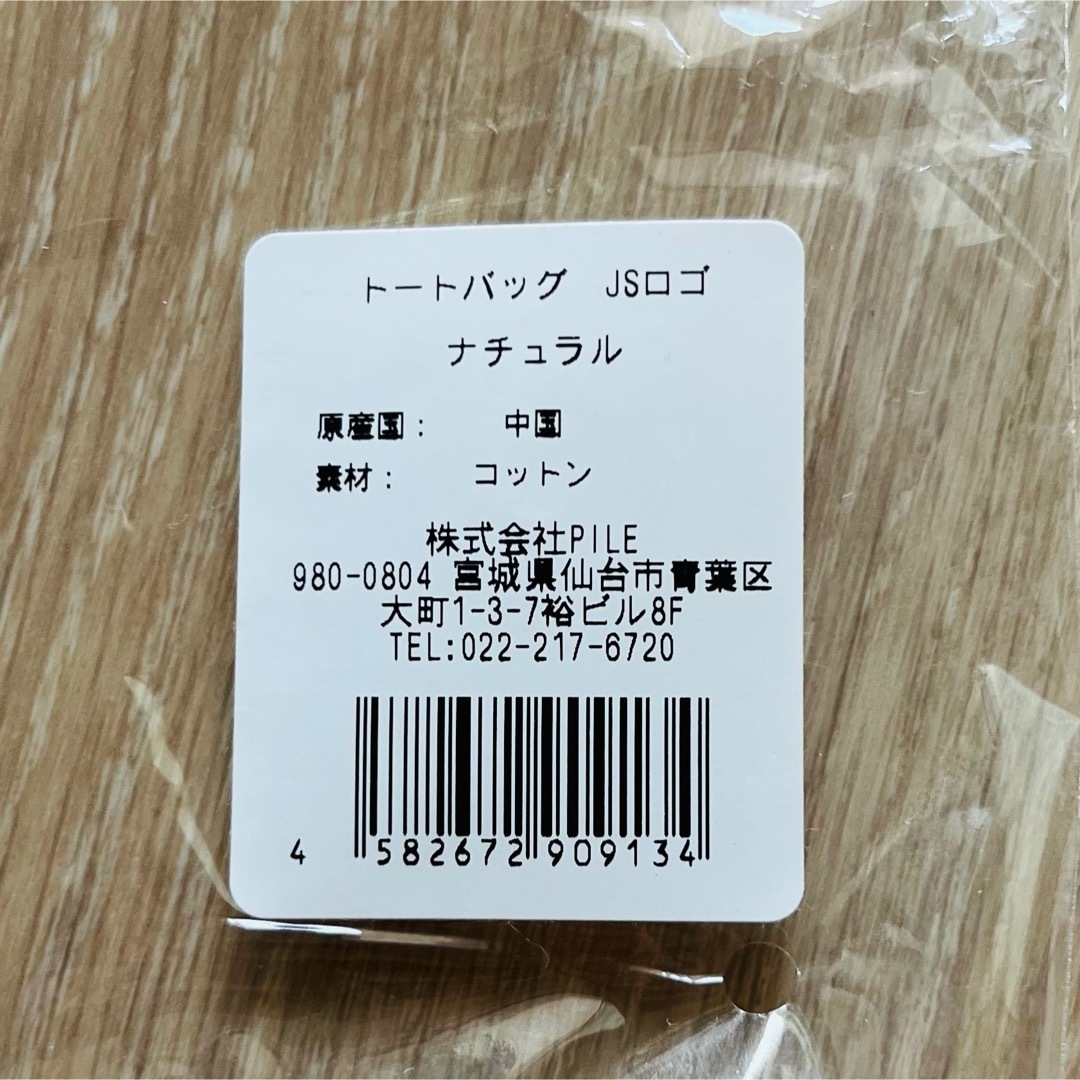 トートバッグ　JSロゴ
ナチュラル
原産国：　中国
素材：　コットン
株式会社PILE
980-0804 宮城県仙台市青葉区
大町1-3-7裕ビル8F
TEL:022-217-6720
4 582672 909134